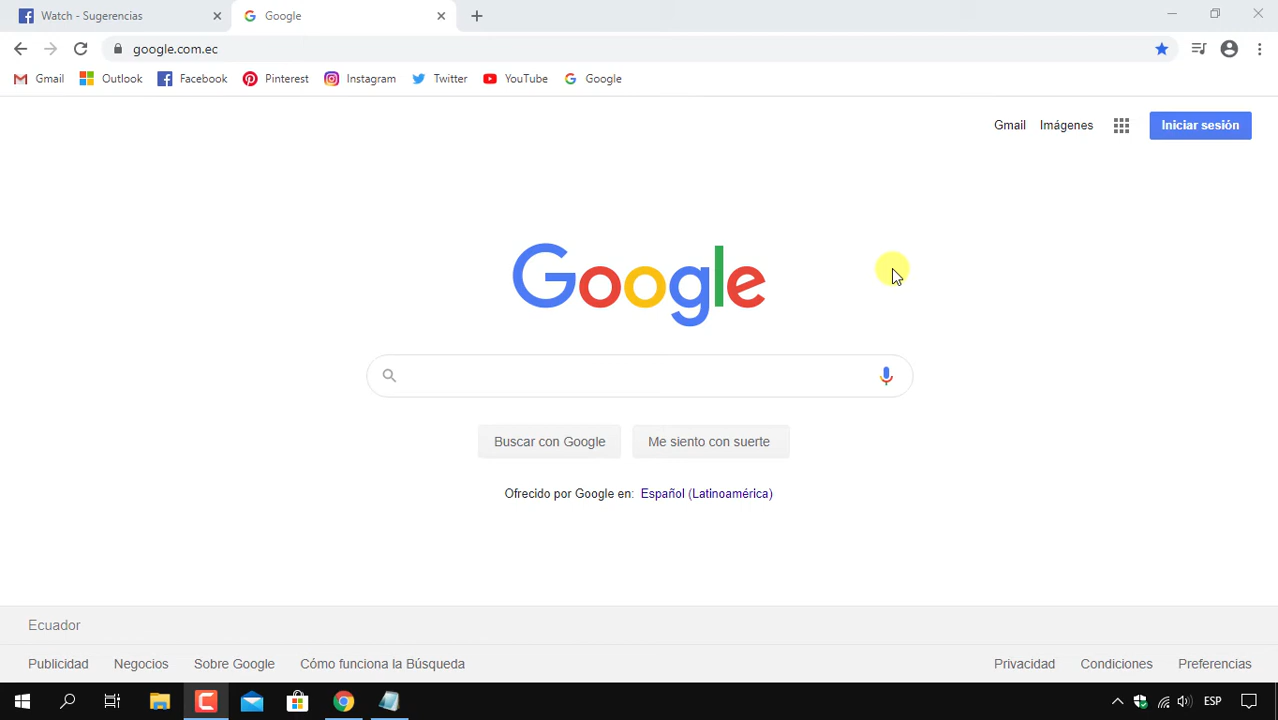 Watch - Sugerencias
Google
google.com.ec
Gmail Outlook Facebook Pinterest Instagram Twitter YouTube Google
Gmail Imágenes Iniciar sesión
Google
Buscar con Google Me siento con suerte
Ofrecido por Google en: Español (Latinoamérica)
Ecuador
Publicidad Negocios Sobre Google Cómo funciona la Búsqueda Privacidad Condiciones Preferencias
ESP